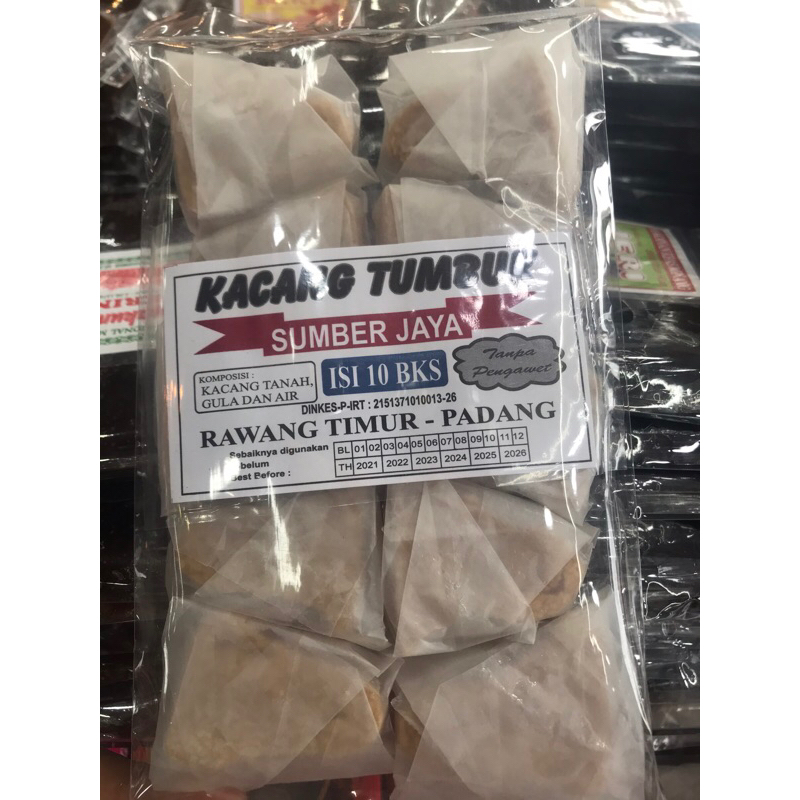 KACANG TUMBUK
SUMBER JAYA
KOMPOSISI :
KACANG TANAH,
GULA DAN AIR
ISI 10 BKS
Tanpa
Pengawet
DINKES-P-IRT : 2151371010013-26
RAWANG TIMUR - PADANG
Sebaiknya digunakan
Sebelum
Best Pefore :
BL 01 02 03 04 05 06 07 08 09 10 11 12
TH 2021 2022 2023 2024 2025 2026